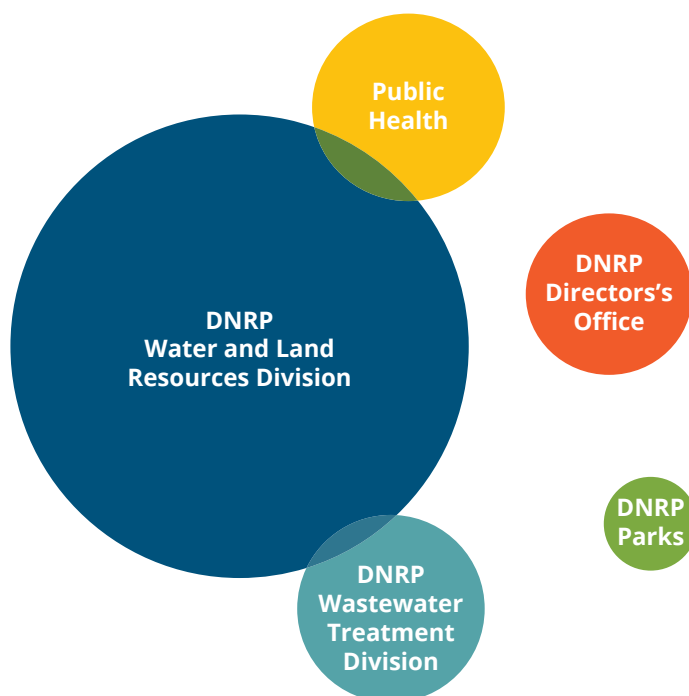 Public
Health
DNRP
Directors’s
Office
DNRP
Water and Land
Resources Division
DNRP
Parks
DNRP
Wastewater
Treatment
Division